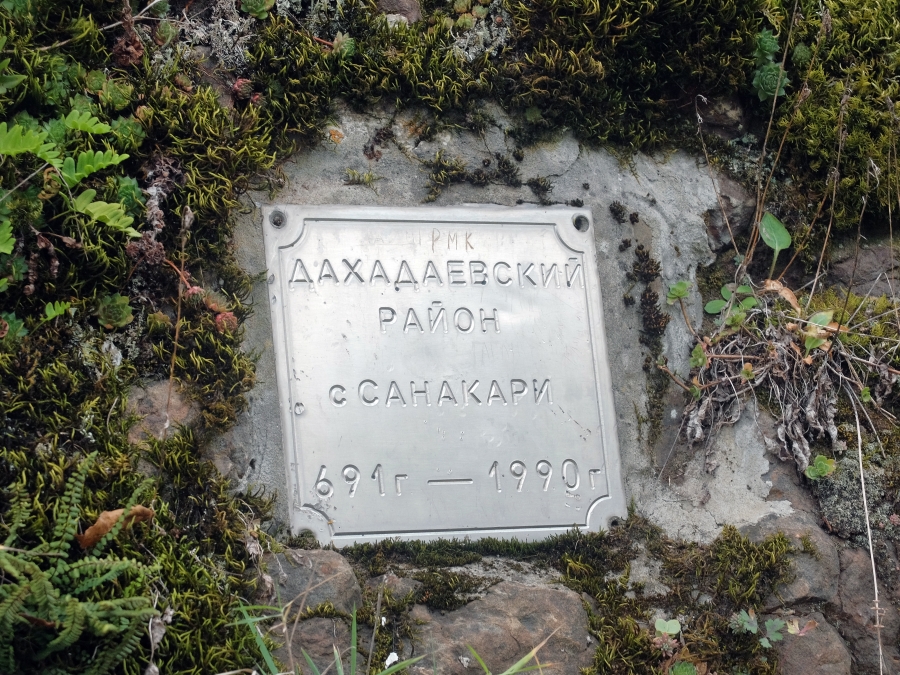 РМК
ДАХАДАЕВСКИЙ
РАЙОН
с САНАКАРИ
691г — 1990г